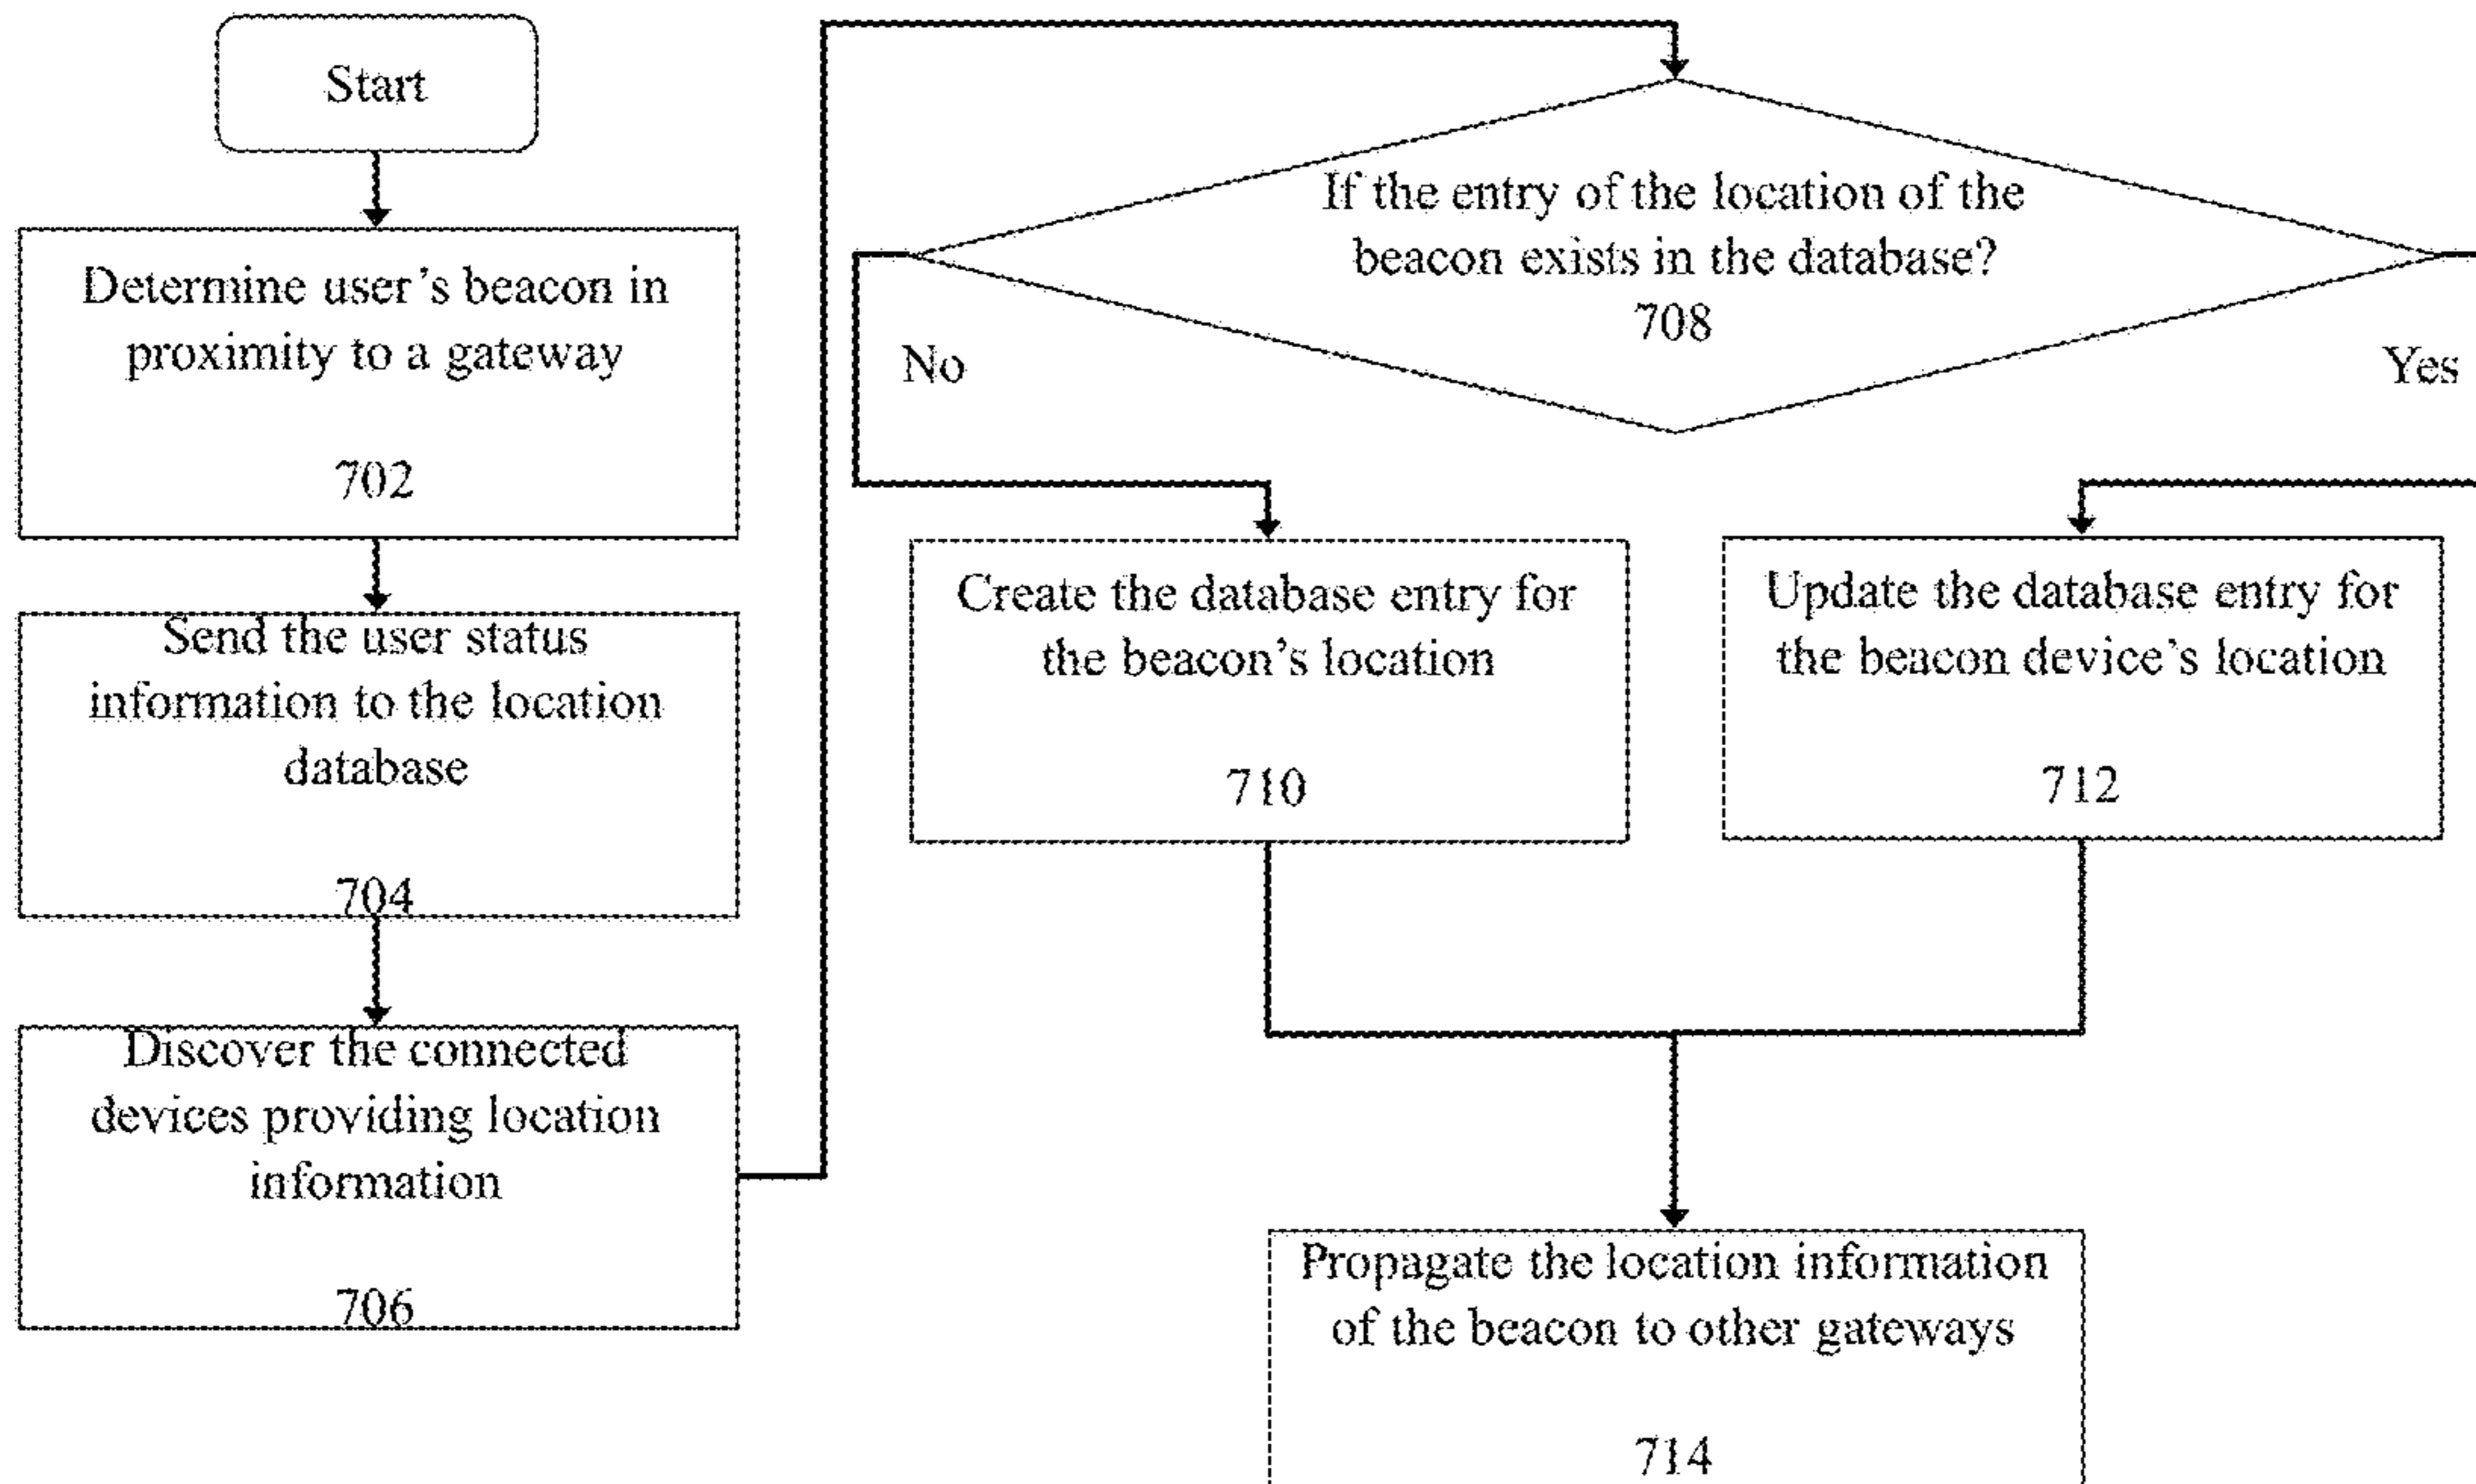 Start
Determine user's beacon in
proximity to a gateway
702
Send the user status
information to the location
database
704
Discover the connected
devices providing location
information
706
If the entry of the location of the
beacon exists in the database?
708
No
Yes
Create the database entry for
the beacon's location
710
Update the database entry for
the beacon device's location
712
Propagate the location information
of the beacon to other gateways
714